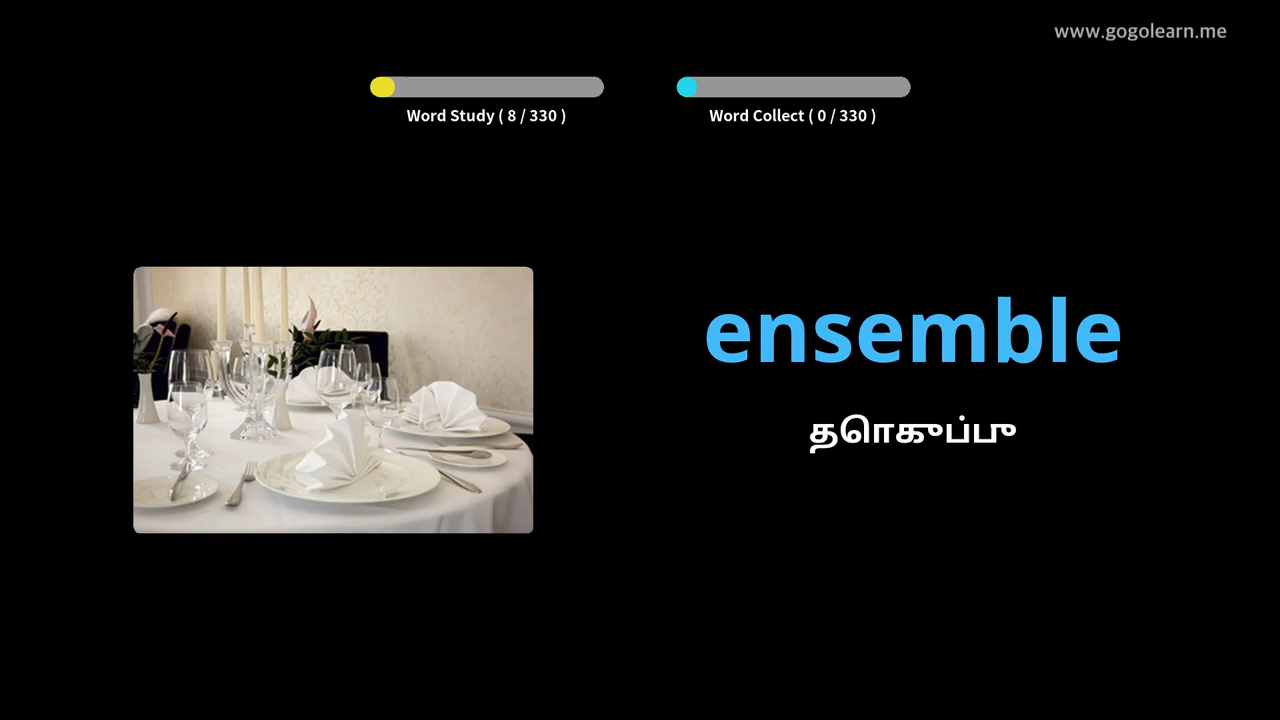 www.gogolearn.me
Word Study ( 8 / 330 )
Word Collect ( 0 / 330 )
ensemble
தொகுப்பு